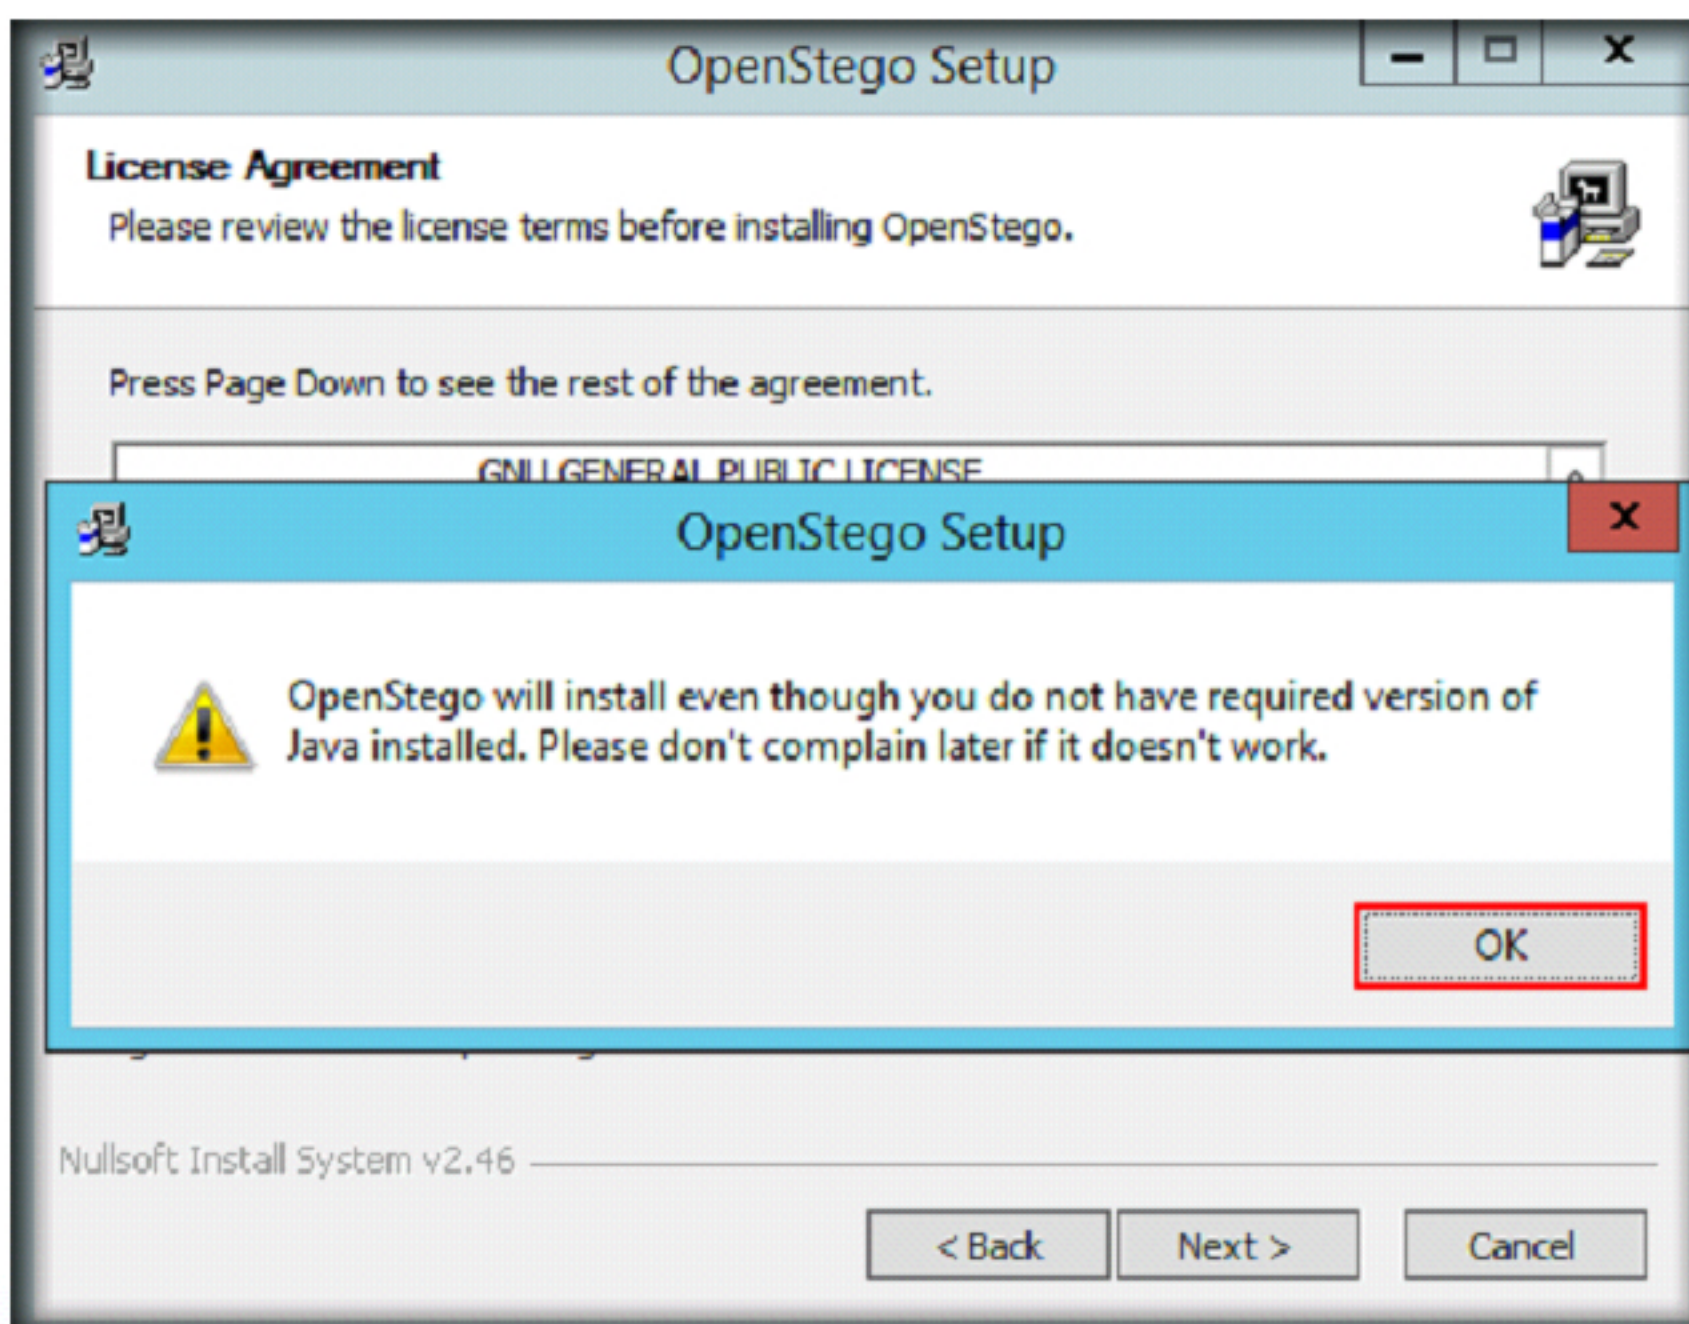 OpenStego Setup
License Agreement
Please review the license terms before installing OpenStego.
Press Page Down to see the rest of the agreement.
GNU GENERAL PUBLIC LICENSE
OpenStego Setup
OpenStego will install even though you do not have required version of
Java installed. Please don't complain later if it doesn't work.
OK
Nullsoft Install System v2.46
< Back
Next >
Cancel